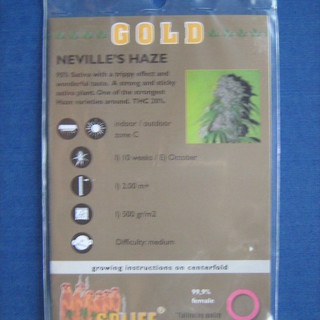 GOLD
NEVILLE'S HAZE
95% Sativa with a trippy effect and
wonderful taste. A strong and sticky
sativa plant. One of the strongest
Haze varieties around. THC 20%.
indoor / outdoor
zone C
I) 10 weeks / O) October
I) 2,00 m+
I) 300 gr/m2
Difficulty: medium
growing instructions on centerfold
99,9%
female
SPLIFF